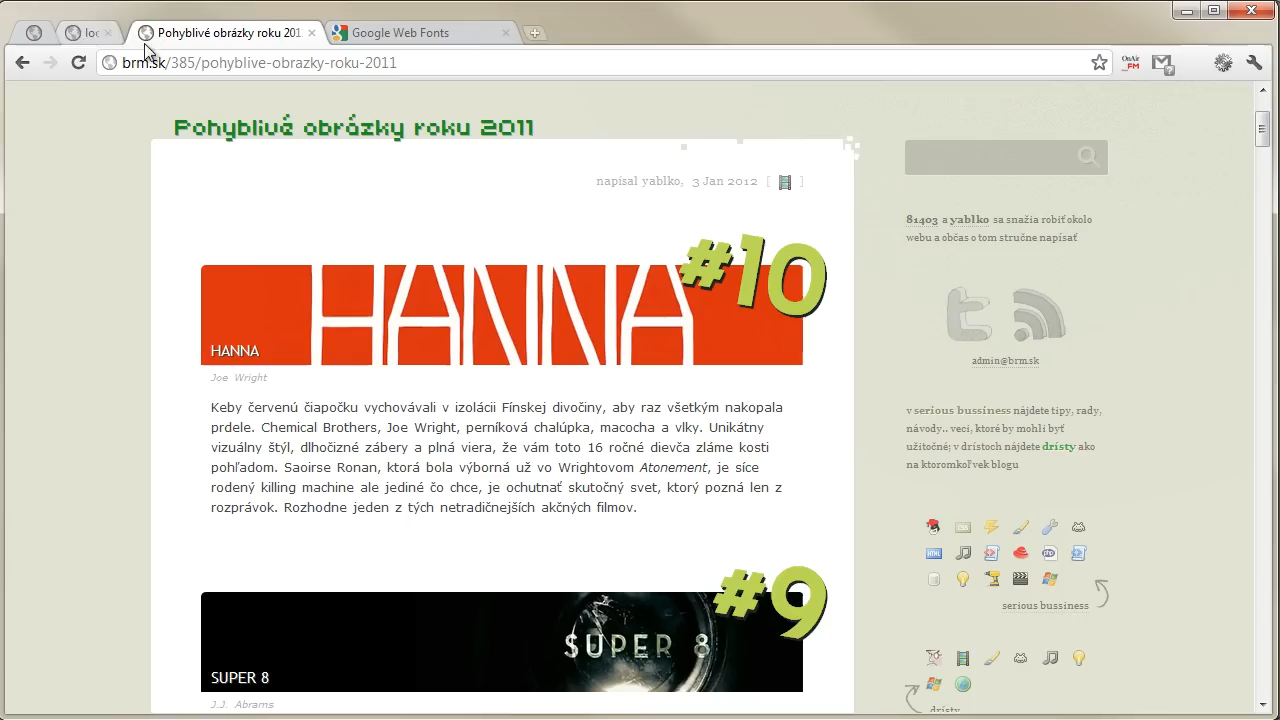 loc
Pohyblivé obrázky roku 201
Google Web Fonts
brm.sk/385/pohyblive-obrazky-roku-2011
OnAir
_FM
Pohyblivé obrázky roku 2011
napísal yablko, 3 Jan 2012 [ ]
#10
HANNA
HANNA
Joe Wright
Keby červenú čiapočku vychovávali v izolácii Fínskej divočiny, aby raz všetkým nakopala
prdele. Chemical Brothers, Joe Wright, perníková chalúpka, macocha a vlky. Unikátny
vizuálny štýl, dlhočizné zábery a plná viera, že vám toto 16 ročné dievča zláme kosti
pohľadom. Saoirse Ronan, ktorá bola výborná už vo Wrightovom Atonement, je síce
rodený killing machine ale jediné čo chce, je ochutnať skutočný svet, ktorý pozná len z
rozprávok. Rozhodne jeden z tých netradičnejších akčných filmov.
#9
SUPER 8
SUPER 8
J.J. Abrams
81403 a yablko sa snažia robiť okolo
webu a občas o tom stručne napísať
admin@brm.sk
v serious bussiness nájdete tipy, rady,
návody.. veci, ktoré by mohli byť
užitočné; v drístoch nájdete drísty ako
na ktoromkoľvek blogu
serious bussiness
drísty